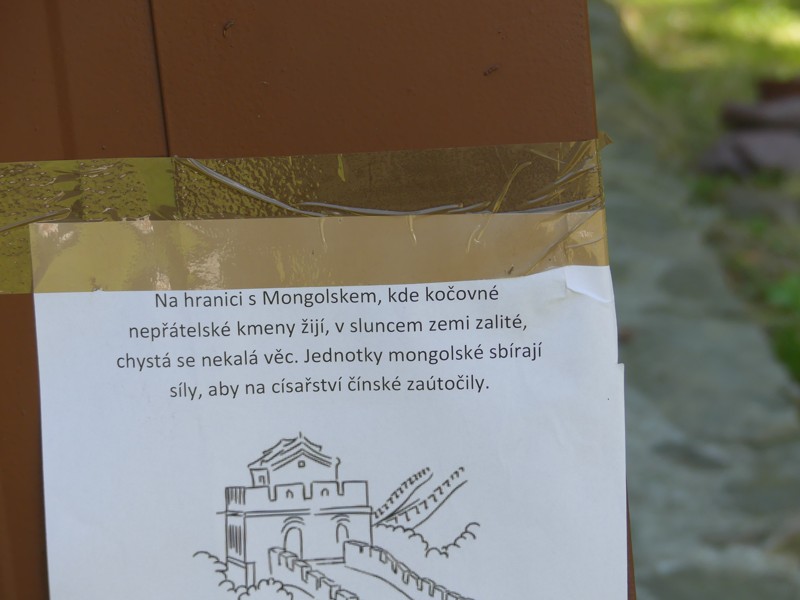 Na hranici s Mongolskem, kde kočovné
nepřátelské kmeny žijí, v sluncem zemi zalité,
chystá se nekalá věc. Jednotky mongolské sbírají
síly, aby na císařství čínské zaútočily.